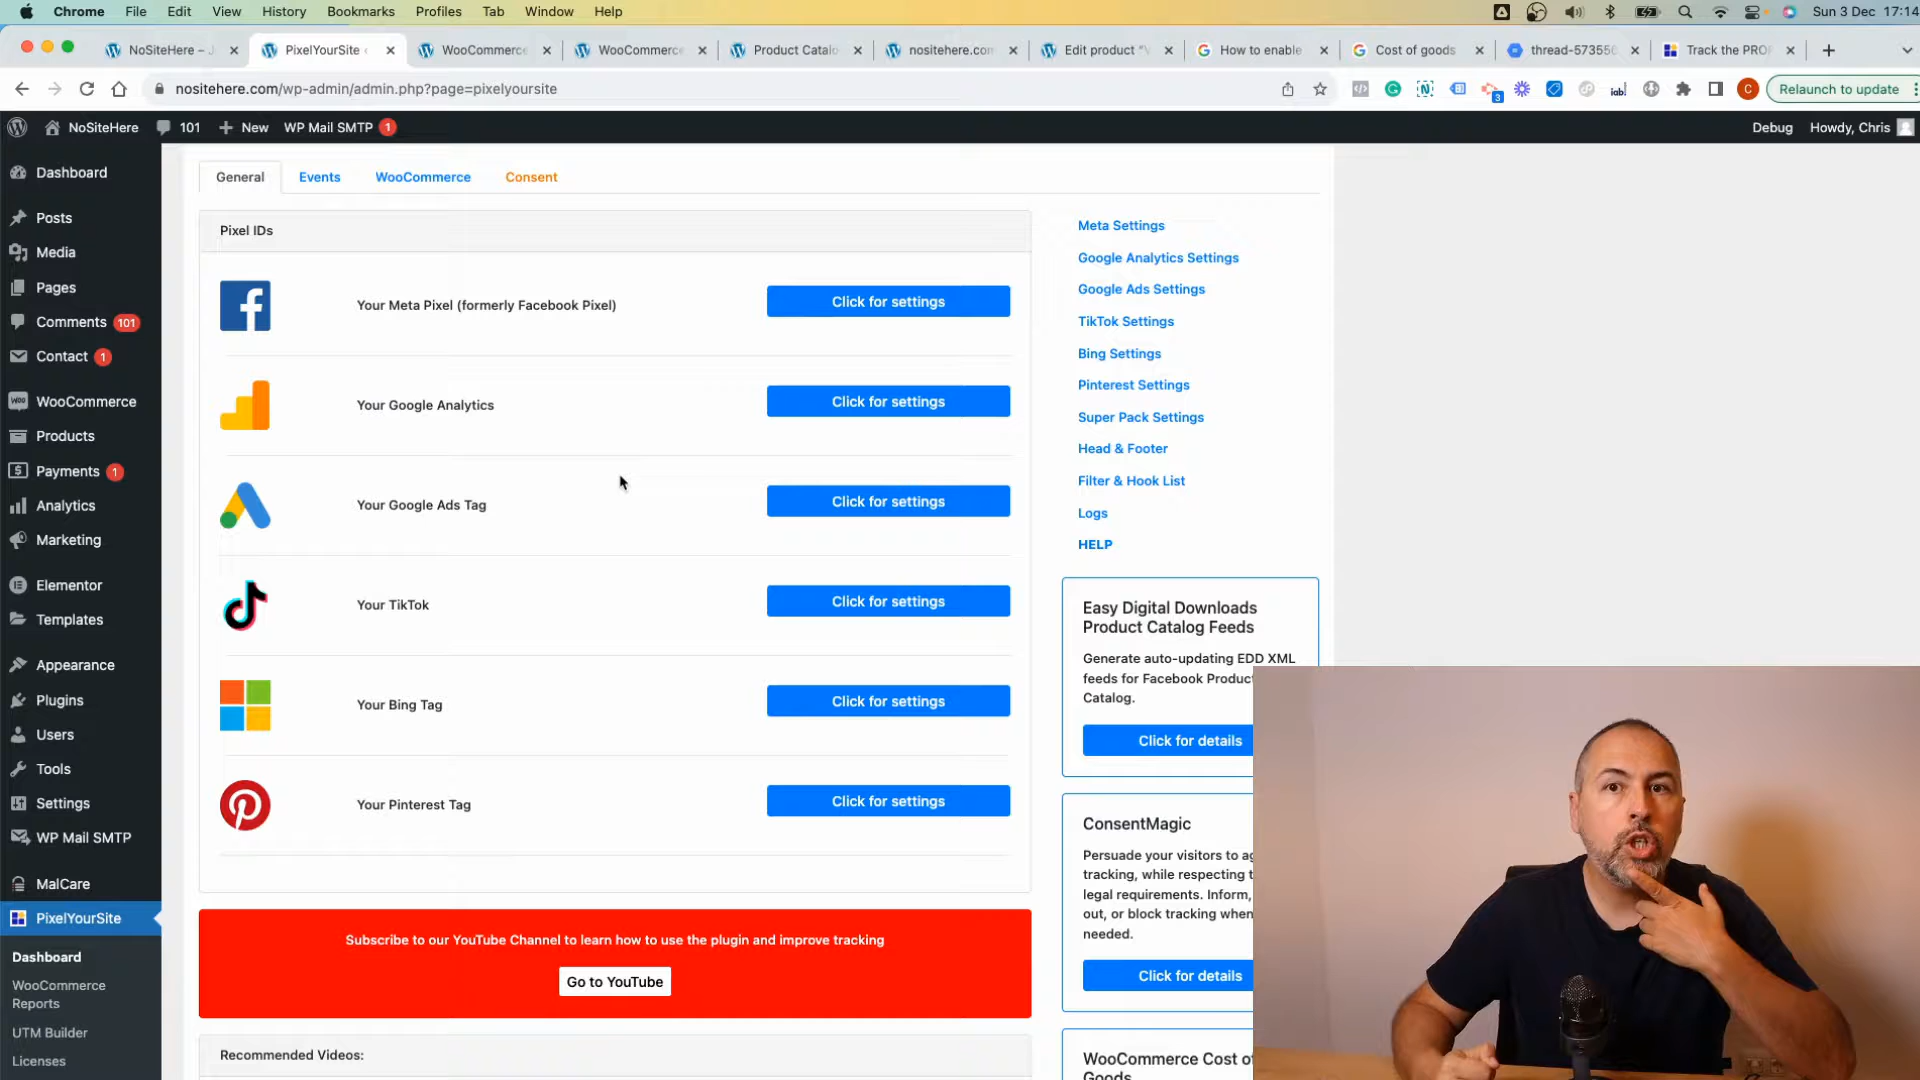 Chrome File Edit View History Bookmarks Profiles Tab Window Help Sun 3 Dec 17:14
NoSiteHere – J PixelYourSite WooCommerce WooCommerce Product Catalo nositehere.com Edit product "V How to enable Cost of goods thread-573556 Track the PROF
nositehere.com/wp-admin/admin.php?page=pixelyoursite iab! 3 C Relaunch to update
NoSiteHere 101 New WP Mail SMTP 1 Debug Howdy, Chris
Dashboard
Posts
Media
Pages
Comments 101
Contact 1
WooCommerce
Products
Payments 1
Analytics
Marketing
Elementor
Templates
Appearance
Plugins
Users
Tools
Settings
WP Mail SMTP
MalCare
PixelYourSite
Dashboard
WooCommerce
Reports
UTM Builder
Licenses
General Events WooCommerce Consent
Pixel IDs
Your Meta Pixel (formerly Facebook Pixel) Click for settings
Your Google Analytics Click for settings
Your Google Ads Tag Click for settings
Your TikTok Click for settings
Your Bing Tag Click for settings
Your Pinterest Tag Click for settings
Subscribe to our YouTube Channel to learn how to use the plugin and improve tracking
Go to YouTube
Recommended Videos:
Meta Settings
Google Analytics Settings
Google Ads Settings
TikTok Settings
Bing Settings
Pinterest Settings
Super Pack Settings
Head & Footer
Filter & Hook List
Logs
HELP
Easy Digital Downloads
Product Catalog Feeds
Generate auto-updating EDD XML
feeds for Facebook Produc
Catalog.
Click for details
ConsentMagic
Persuade your visitors to ag
tracking, while respecting t
legal requirements. Inform,
out, or block tracking when
needed.
Click for details
WooCommerce Cost of
Goods